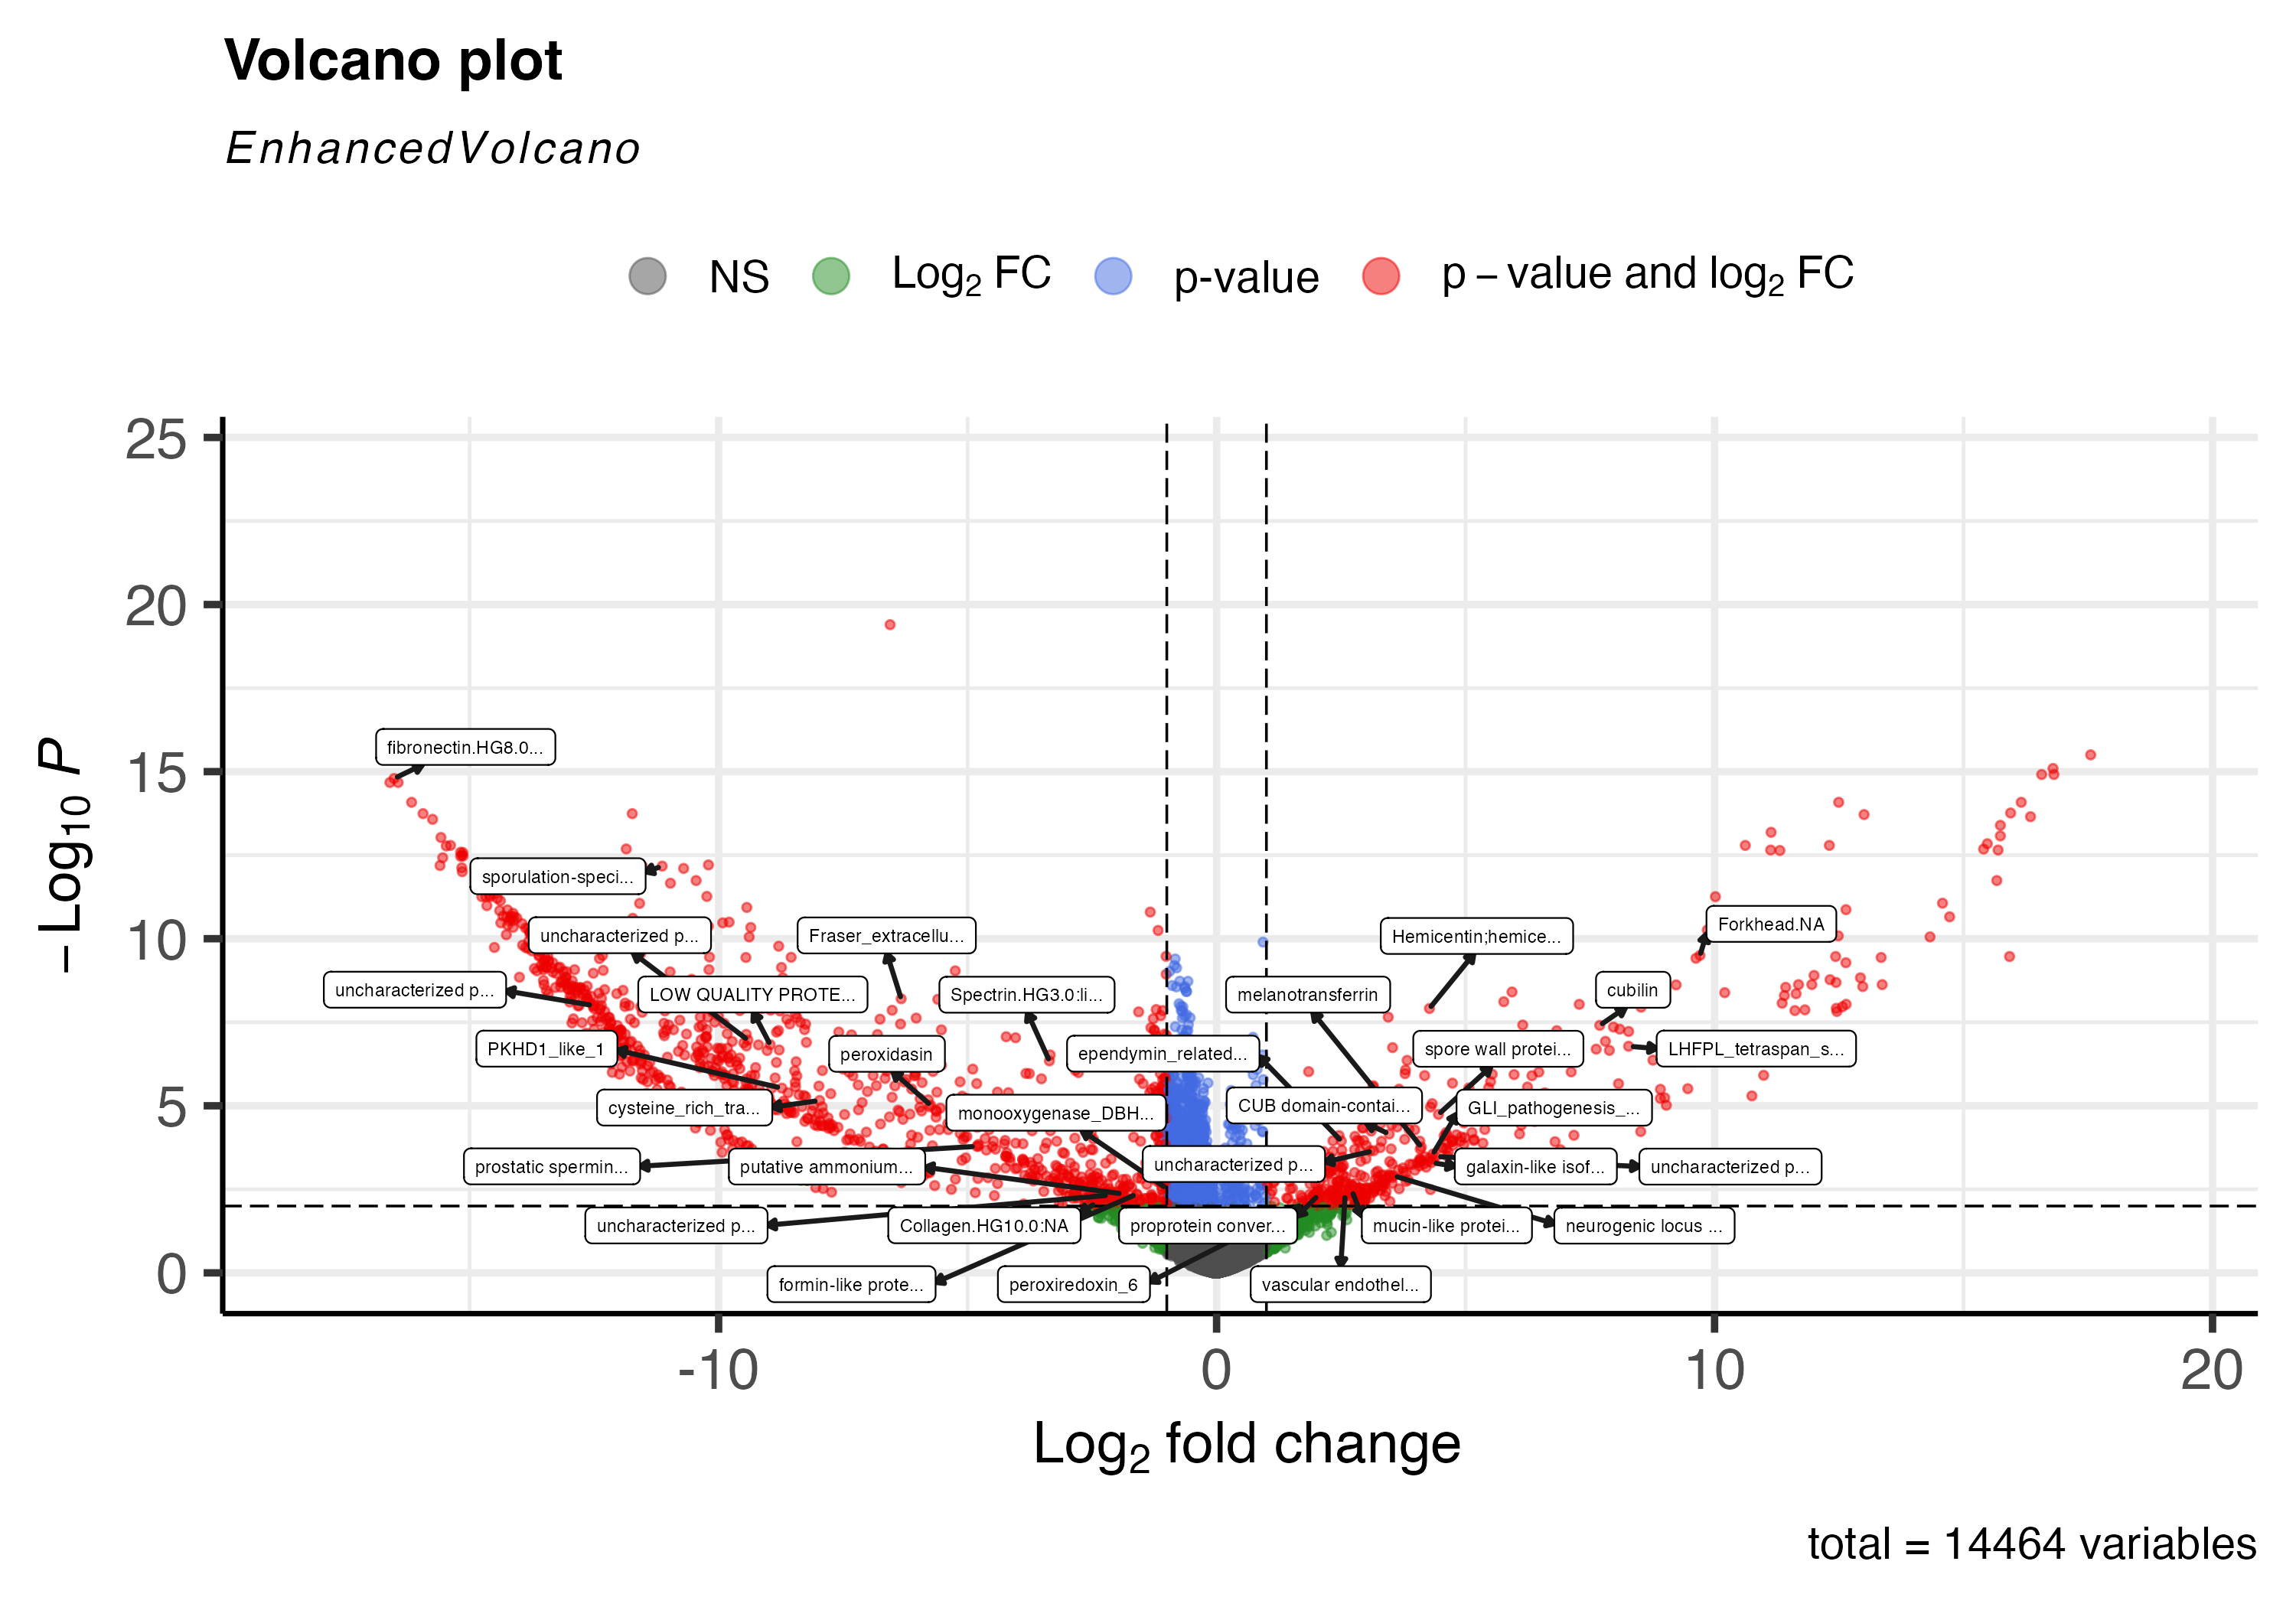 Volcano plot
EnhancedVolcano
NS
Log2 FC
p-value
p − value and log2 FC
25
20
15
10
5
0
−Log10 P
fibronectin.HG8.0...
sporulation-speci...
uncharacterized p...
Fraser_extracellu...
Hemicentin;hemice...
Forkhead.NA
uncharacterized p...
LOW QUALITY PROTE...
Spectrin.HG3.0:li...
melanotransferrin
cubilin
PKHD1_like_1
peroxidasin
ependymin_related...
spore wall protei...
LHFPL_tetraspan_s...
cysteine_rich_tra...
monooxygenase_DBH...
CUB domain-contai...
GLI_pathogenesis_...
prostatic spermin...
putative ammonium...
uncharacterized p...
galaxin-like isof...
uncharacterized p...
uncharacterized p...
Collagen.HG10.0:NA
proprotein conver...
mucin-like protei...
neurogenic locus ...
formin-like prote...
peroxiredoxin_6
vascular endothel...
-10
0
10
20
Log2 fold change
total = 14464 variables